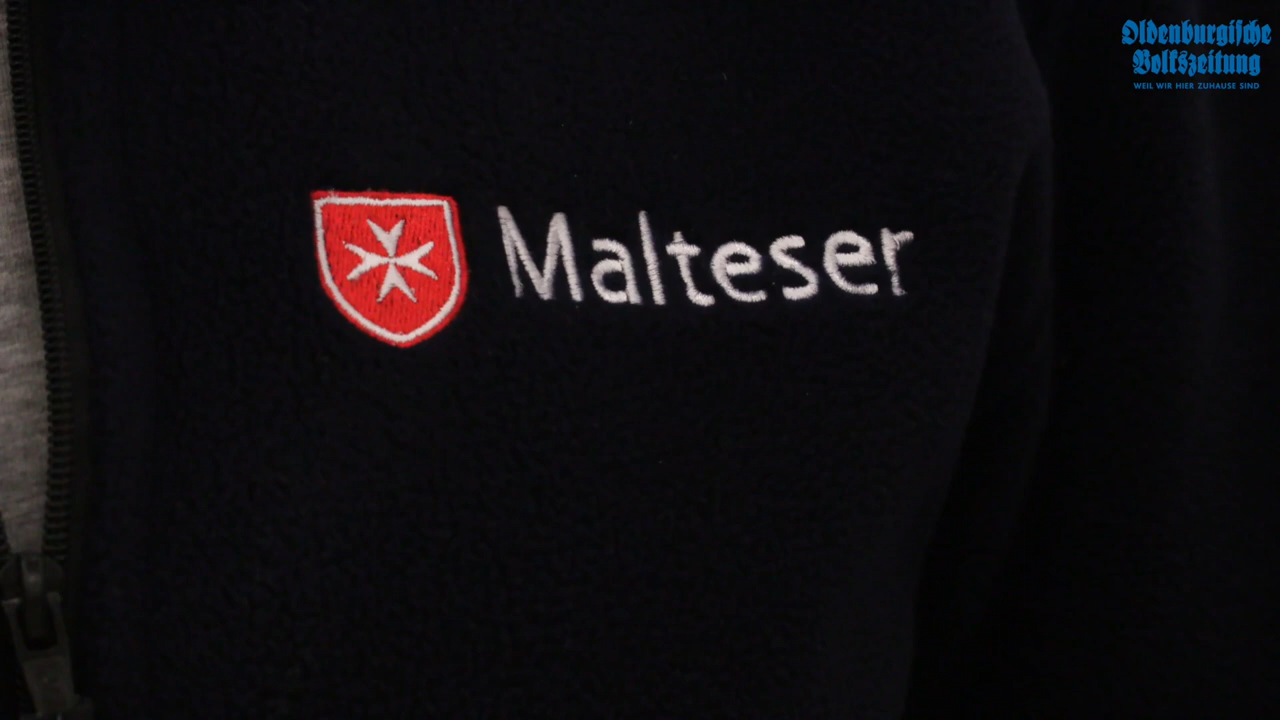 Oldenburgische
Volkszeitung
WEIL WIR HIER ZUHAUSE SIND
Malteser